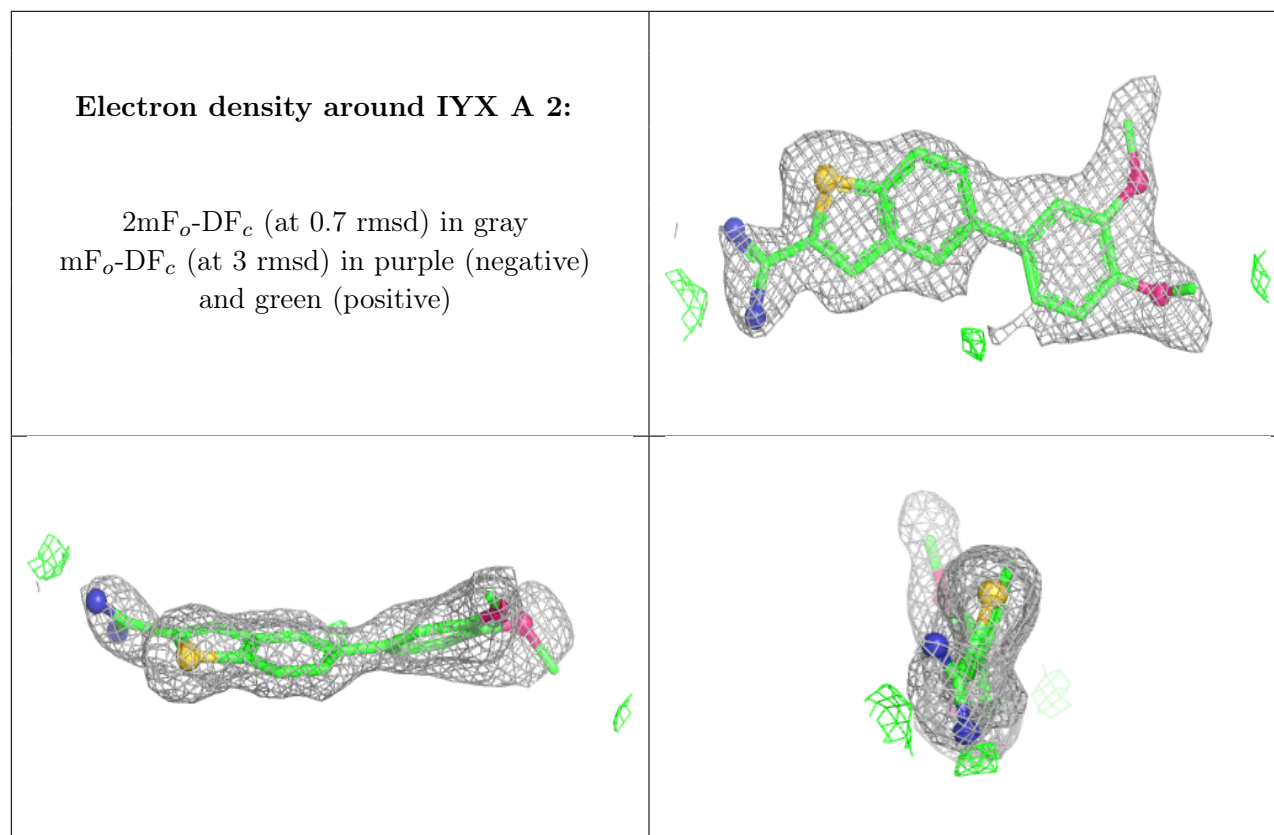 Electron density around IYX A 2:
2mFₒ-DF𝒸 (at 0.7 rmsd) in gray
mFₒ-DF𝒸 (at 3 rmsd) in purple (negative)
and green (positive)